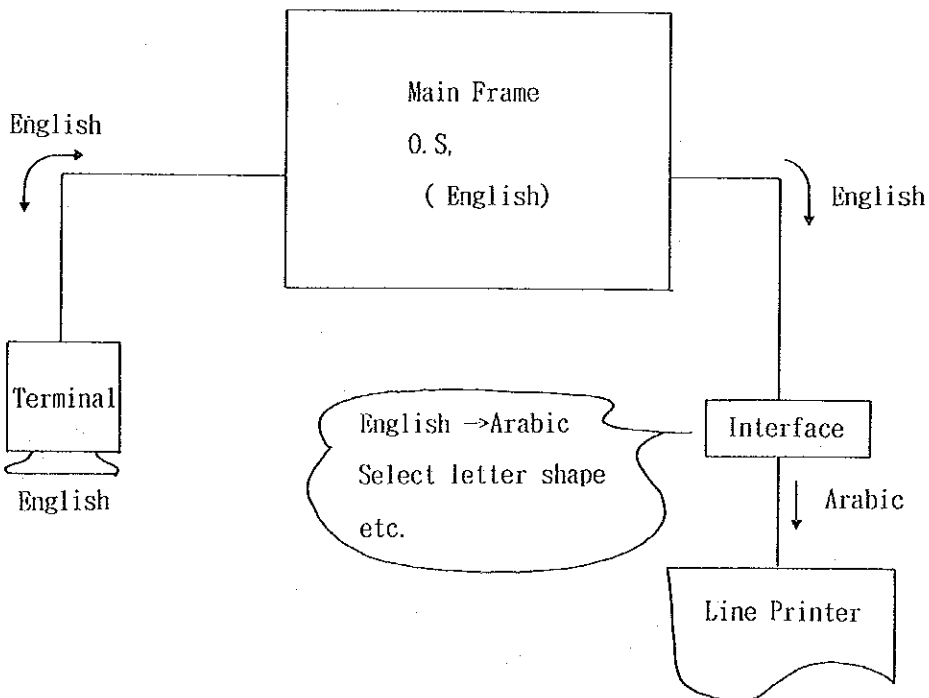 Main Frame
O.S,
( English)
English
English
Terminal
English
English →Arabic
Select letter shape
etc.
Interface
Arabic
Line Printer